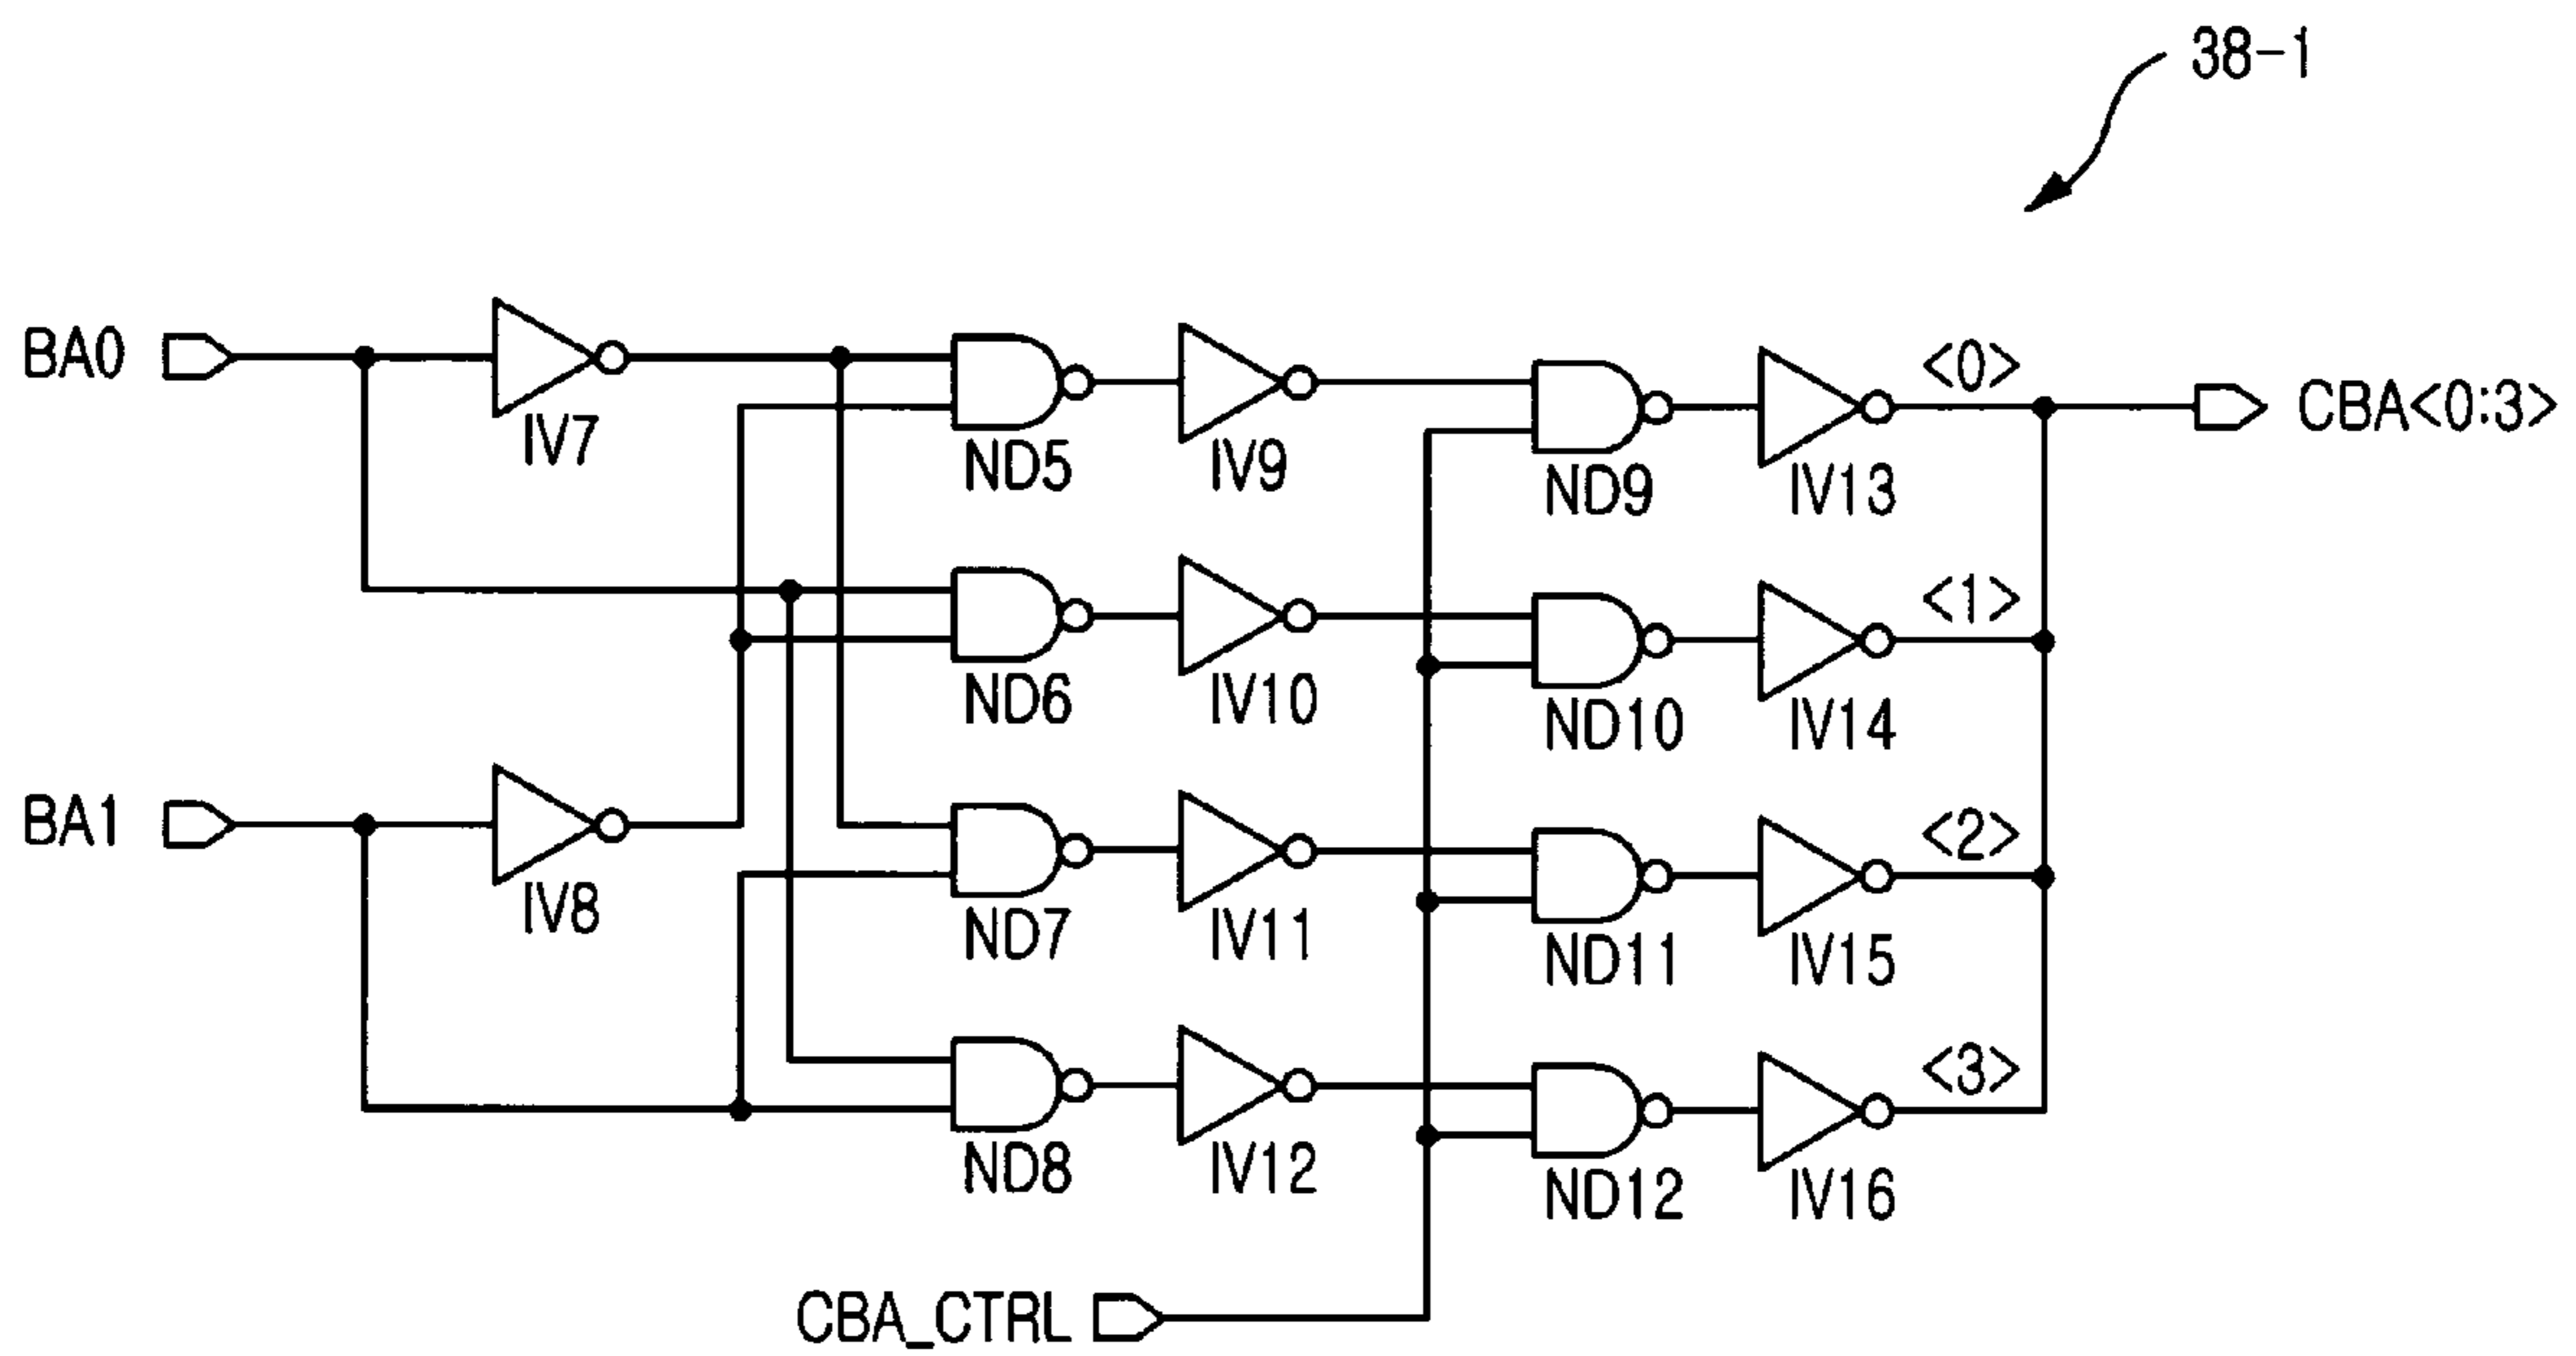 38-1
BA0
IV7
ND5
IV9
ND9
IV13
<0>
CBA<0:3>
ND6
IV10
ND10
IV14
<1>
BA1
IV8
ND7
IV11
ND11
IV15
<2>
ND8
IV12
ND12
IV16
<3>
CBA_CTRL